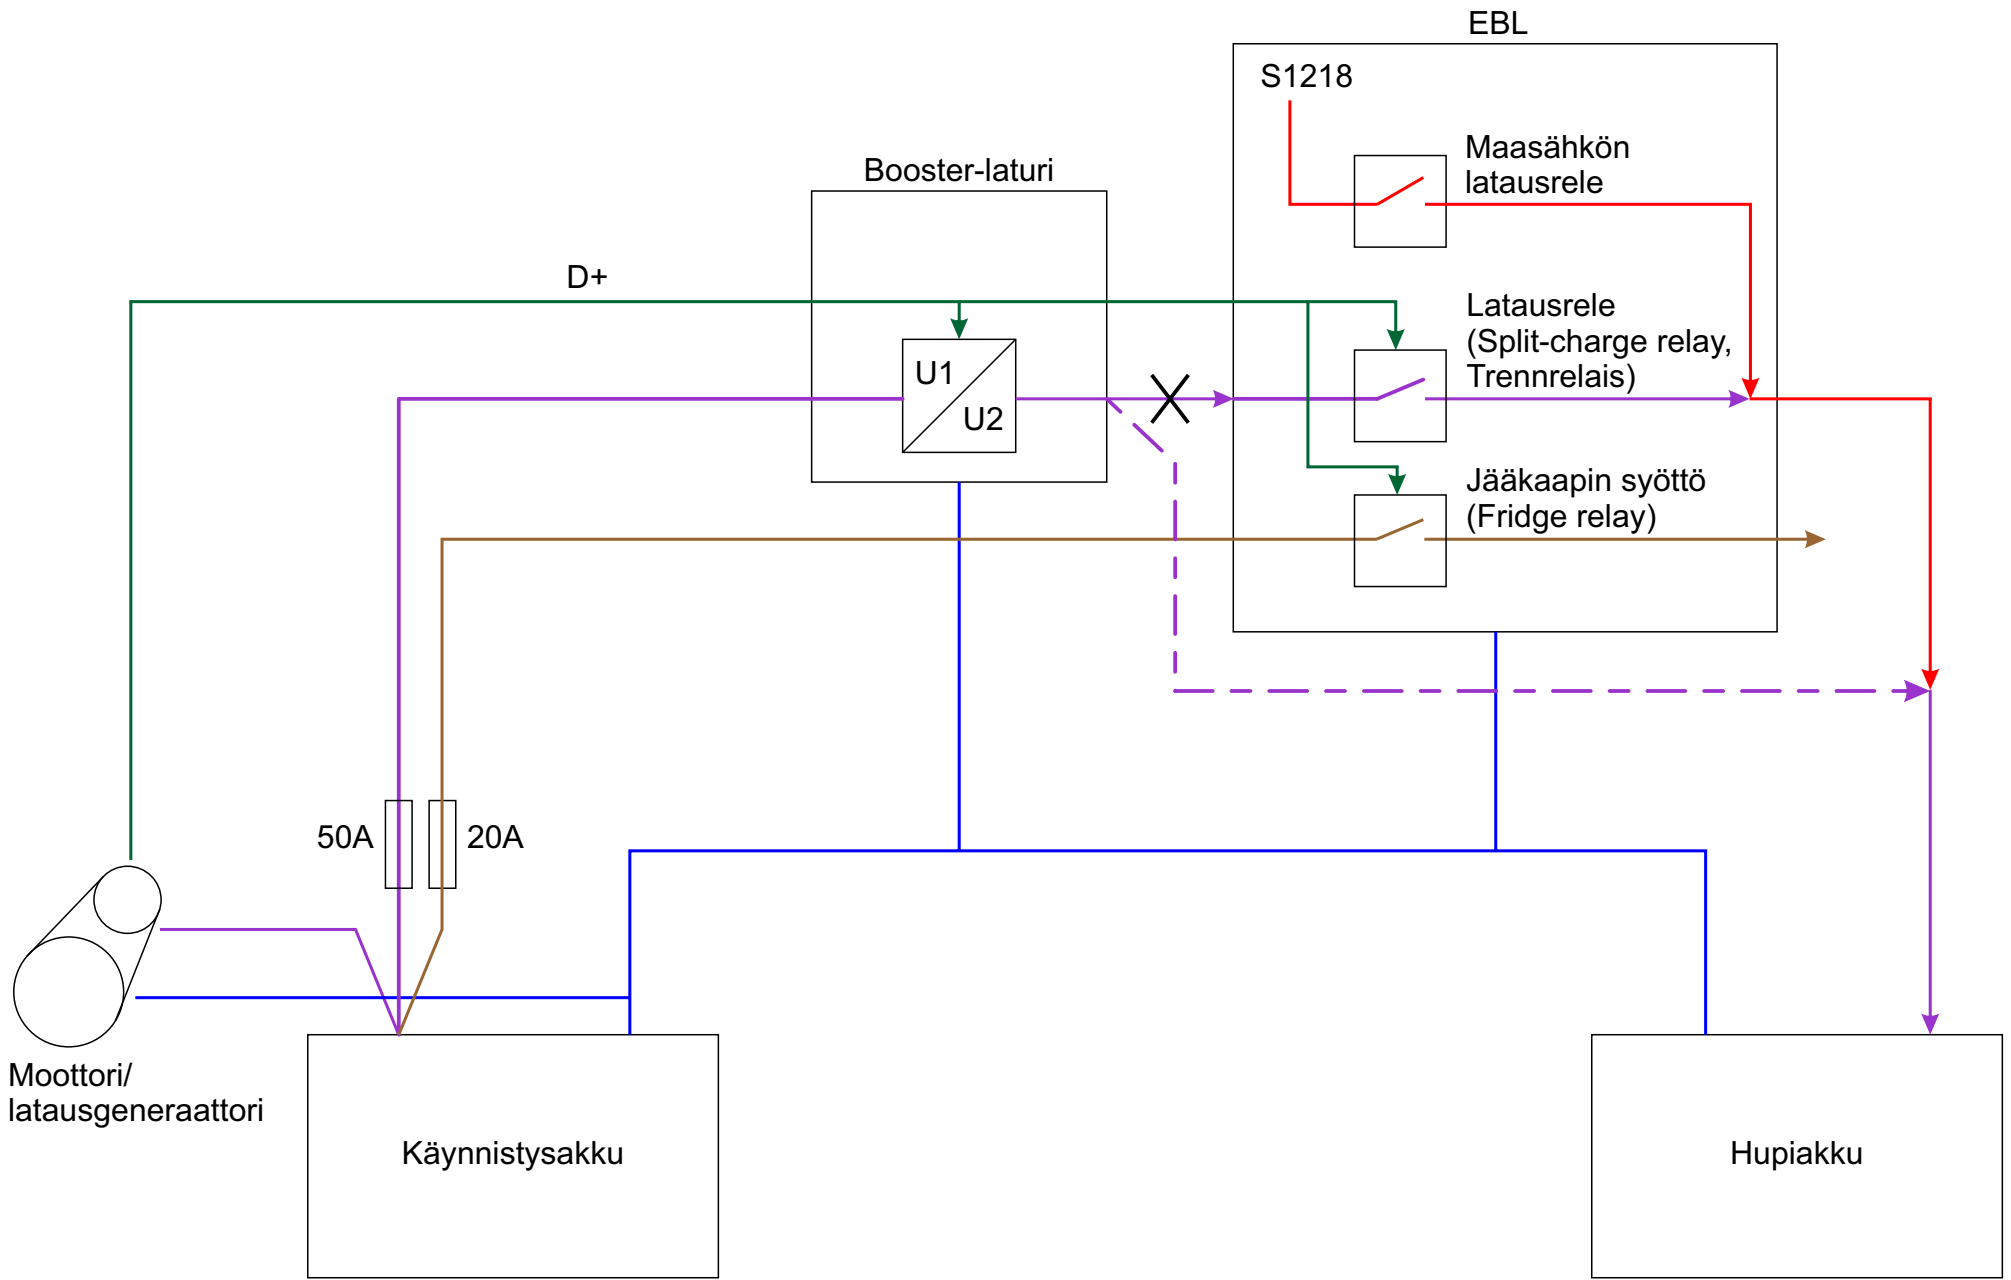 EBL
S1218
Maasähkön
latausrele
Booster-laturi
D+
Latausrele
(Split-charge relay,
Trennrelais)
U1
U2
Jääkaapin syöttö
(Fridge relay)
50A
20A
Moottori/
latausgeneraattori
Käynnistysakku
Hupiakku